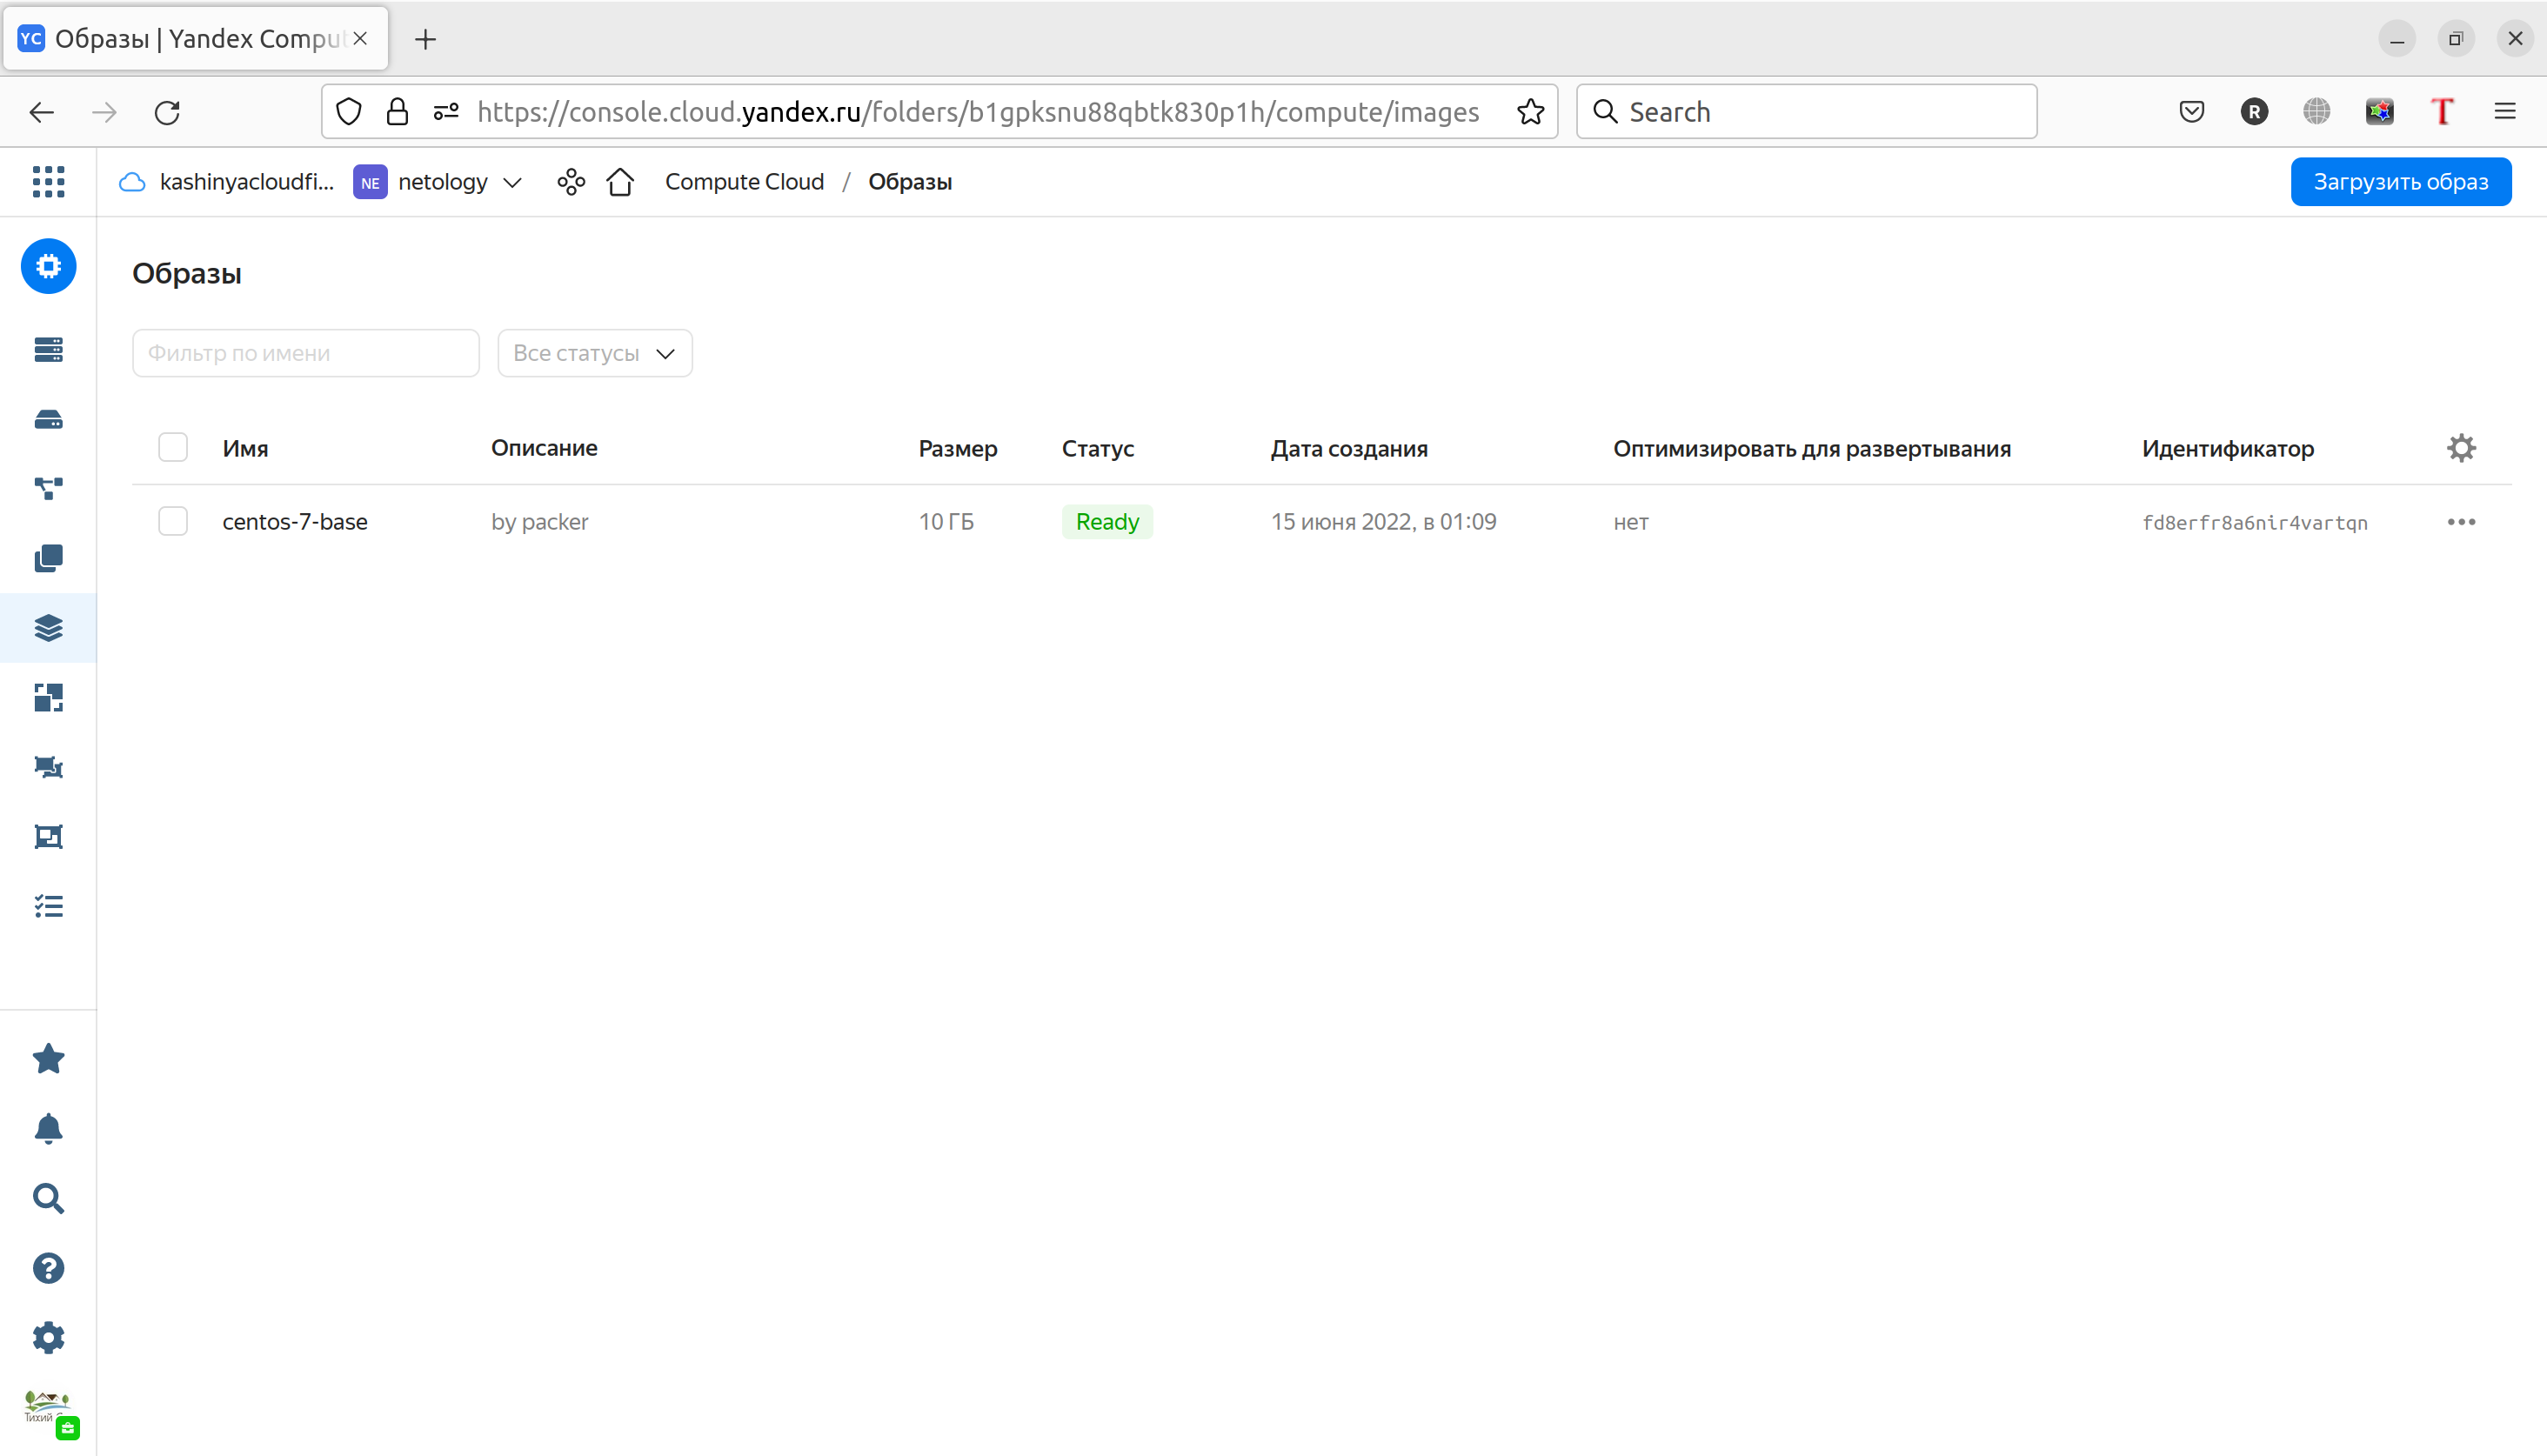 YC Образы | Yandex Comput
https://console.cloud.yandex.ru/folders/b1gpksnu88qbtk830p1h/compute/images
Search
R
T
kashinyacloudfi...
NE netology
Compute Cloud / Образы
Загрузить образ
Образы
Фильтр по имени
Все статусы
Имя Описание Размер Статус Дата создания Оптимизировать для развертывания Идентификатор
centos-7-base by packer 10 ГБ Ready 15 июня 2022, в 01:09 нет fd8erfr8a6nir4vartqn
Тихий